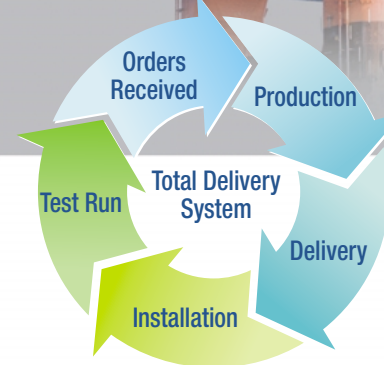 Orders
Received
Production
Total Delivery
System
Test Run
Delivery
Installation